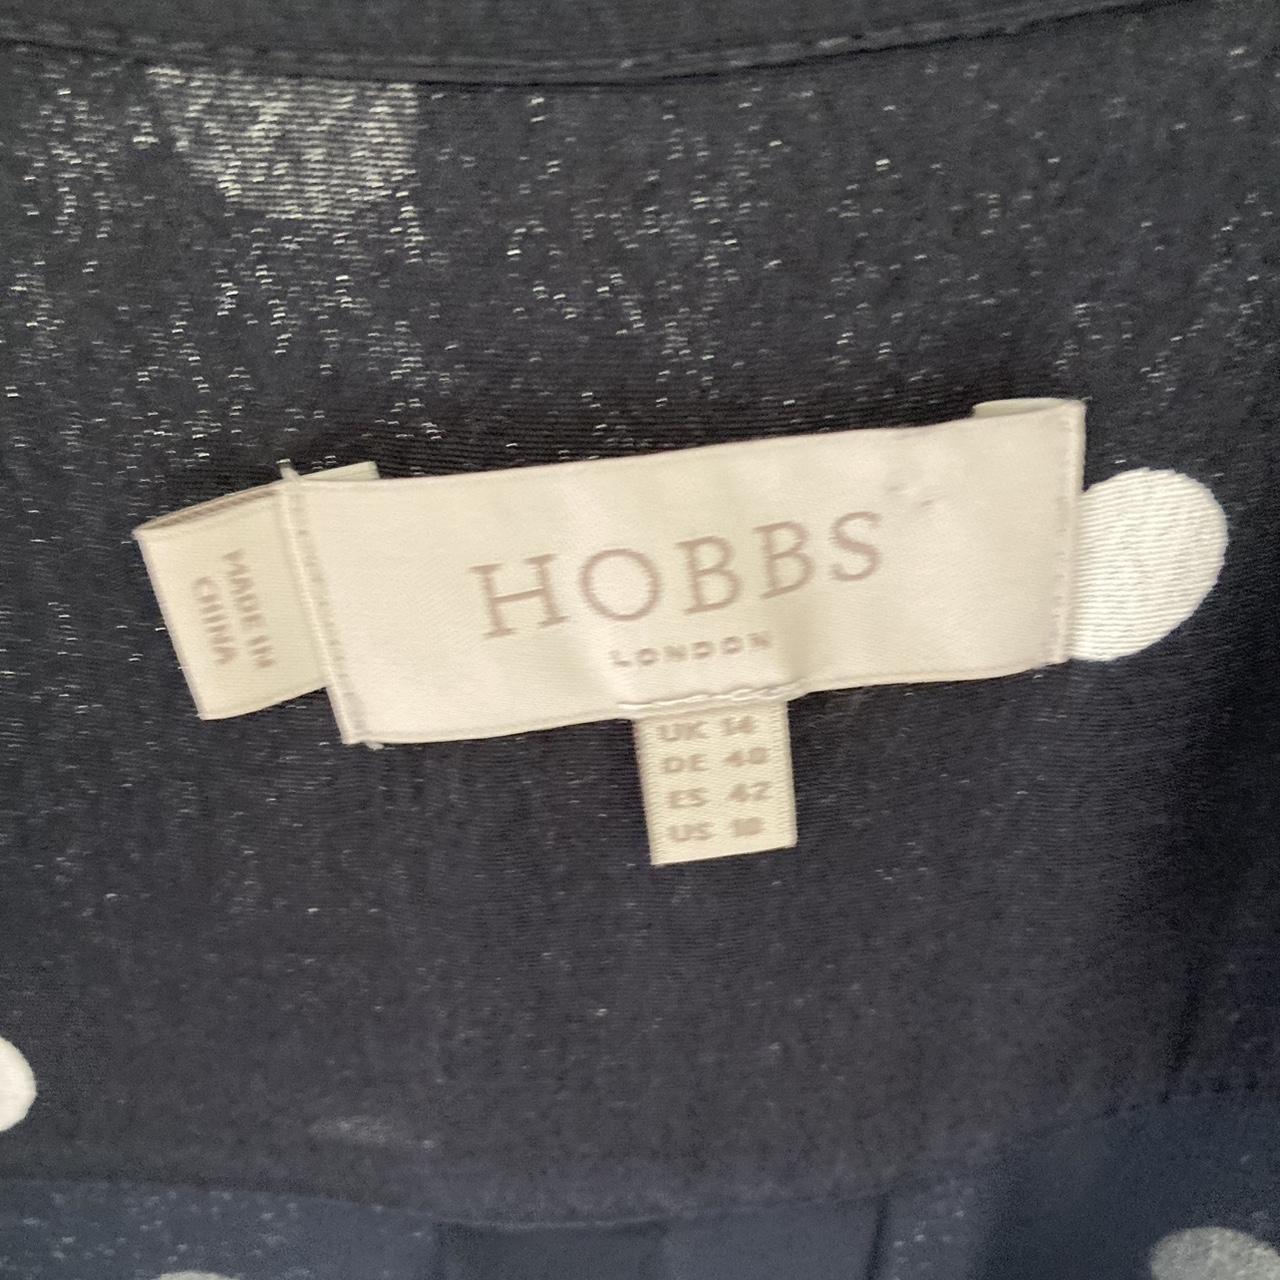 HOBBS
LONDON
MADE IN
CHINA
UK 14
DE 40
ES 42
US 10